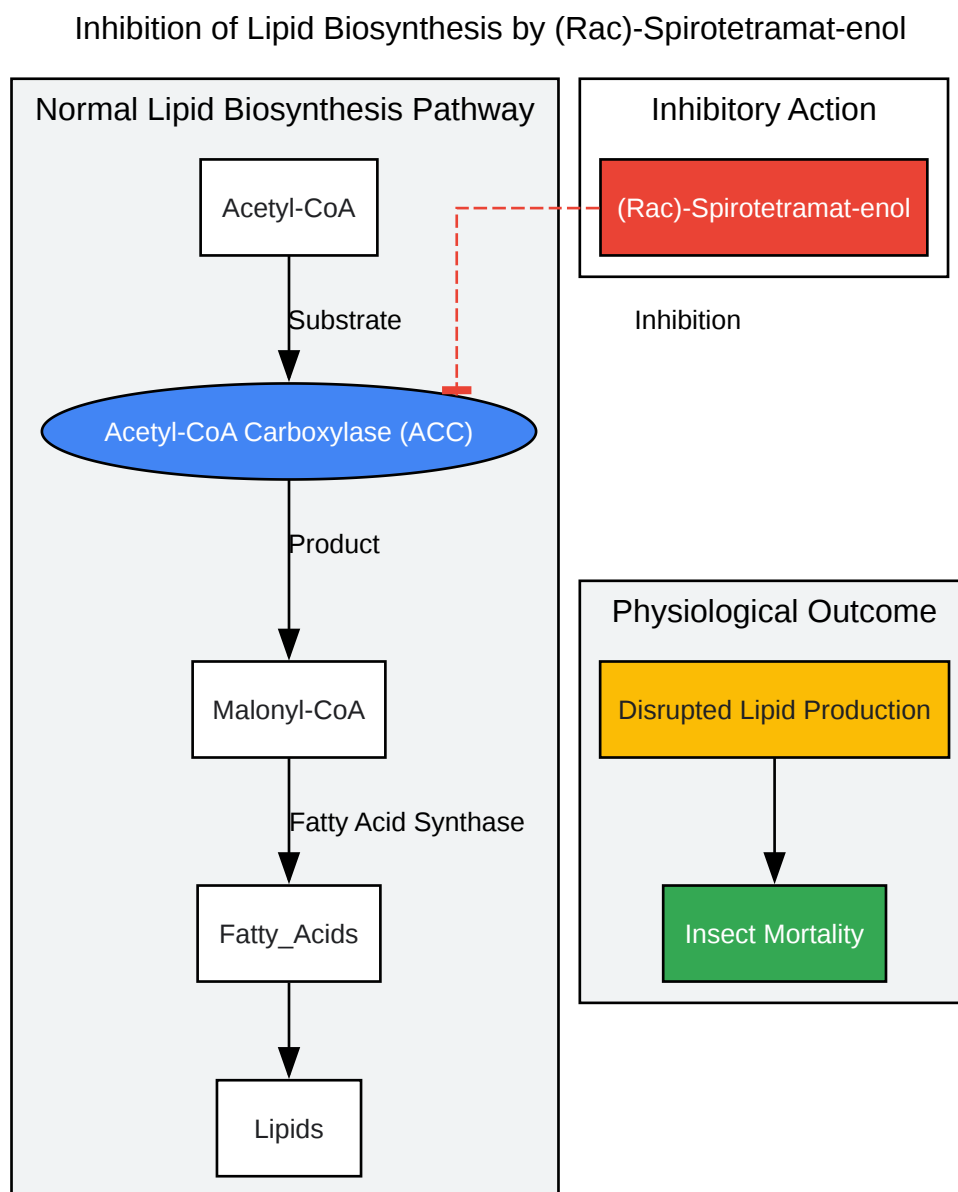 Inhibition of Lipid Biosynthesis by (Rac)-Spirotetramat-enol
Normal Lipid Biosynthesis Pathway
Acetyl-CoA
Substrate
Acetyl-CoA Carboxylase (ACC)
Product
Malonyl-CoA
Fatty Acid Synthase
Fatty_Acids
Lipids
Inhibitory Action
(Rac)-Spirotetramat-enol
Inhibition
Physiological Outcome
Disrupted Lipid Production
Insect Mortality